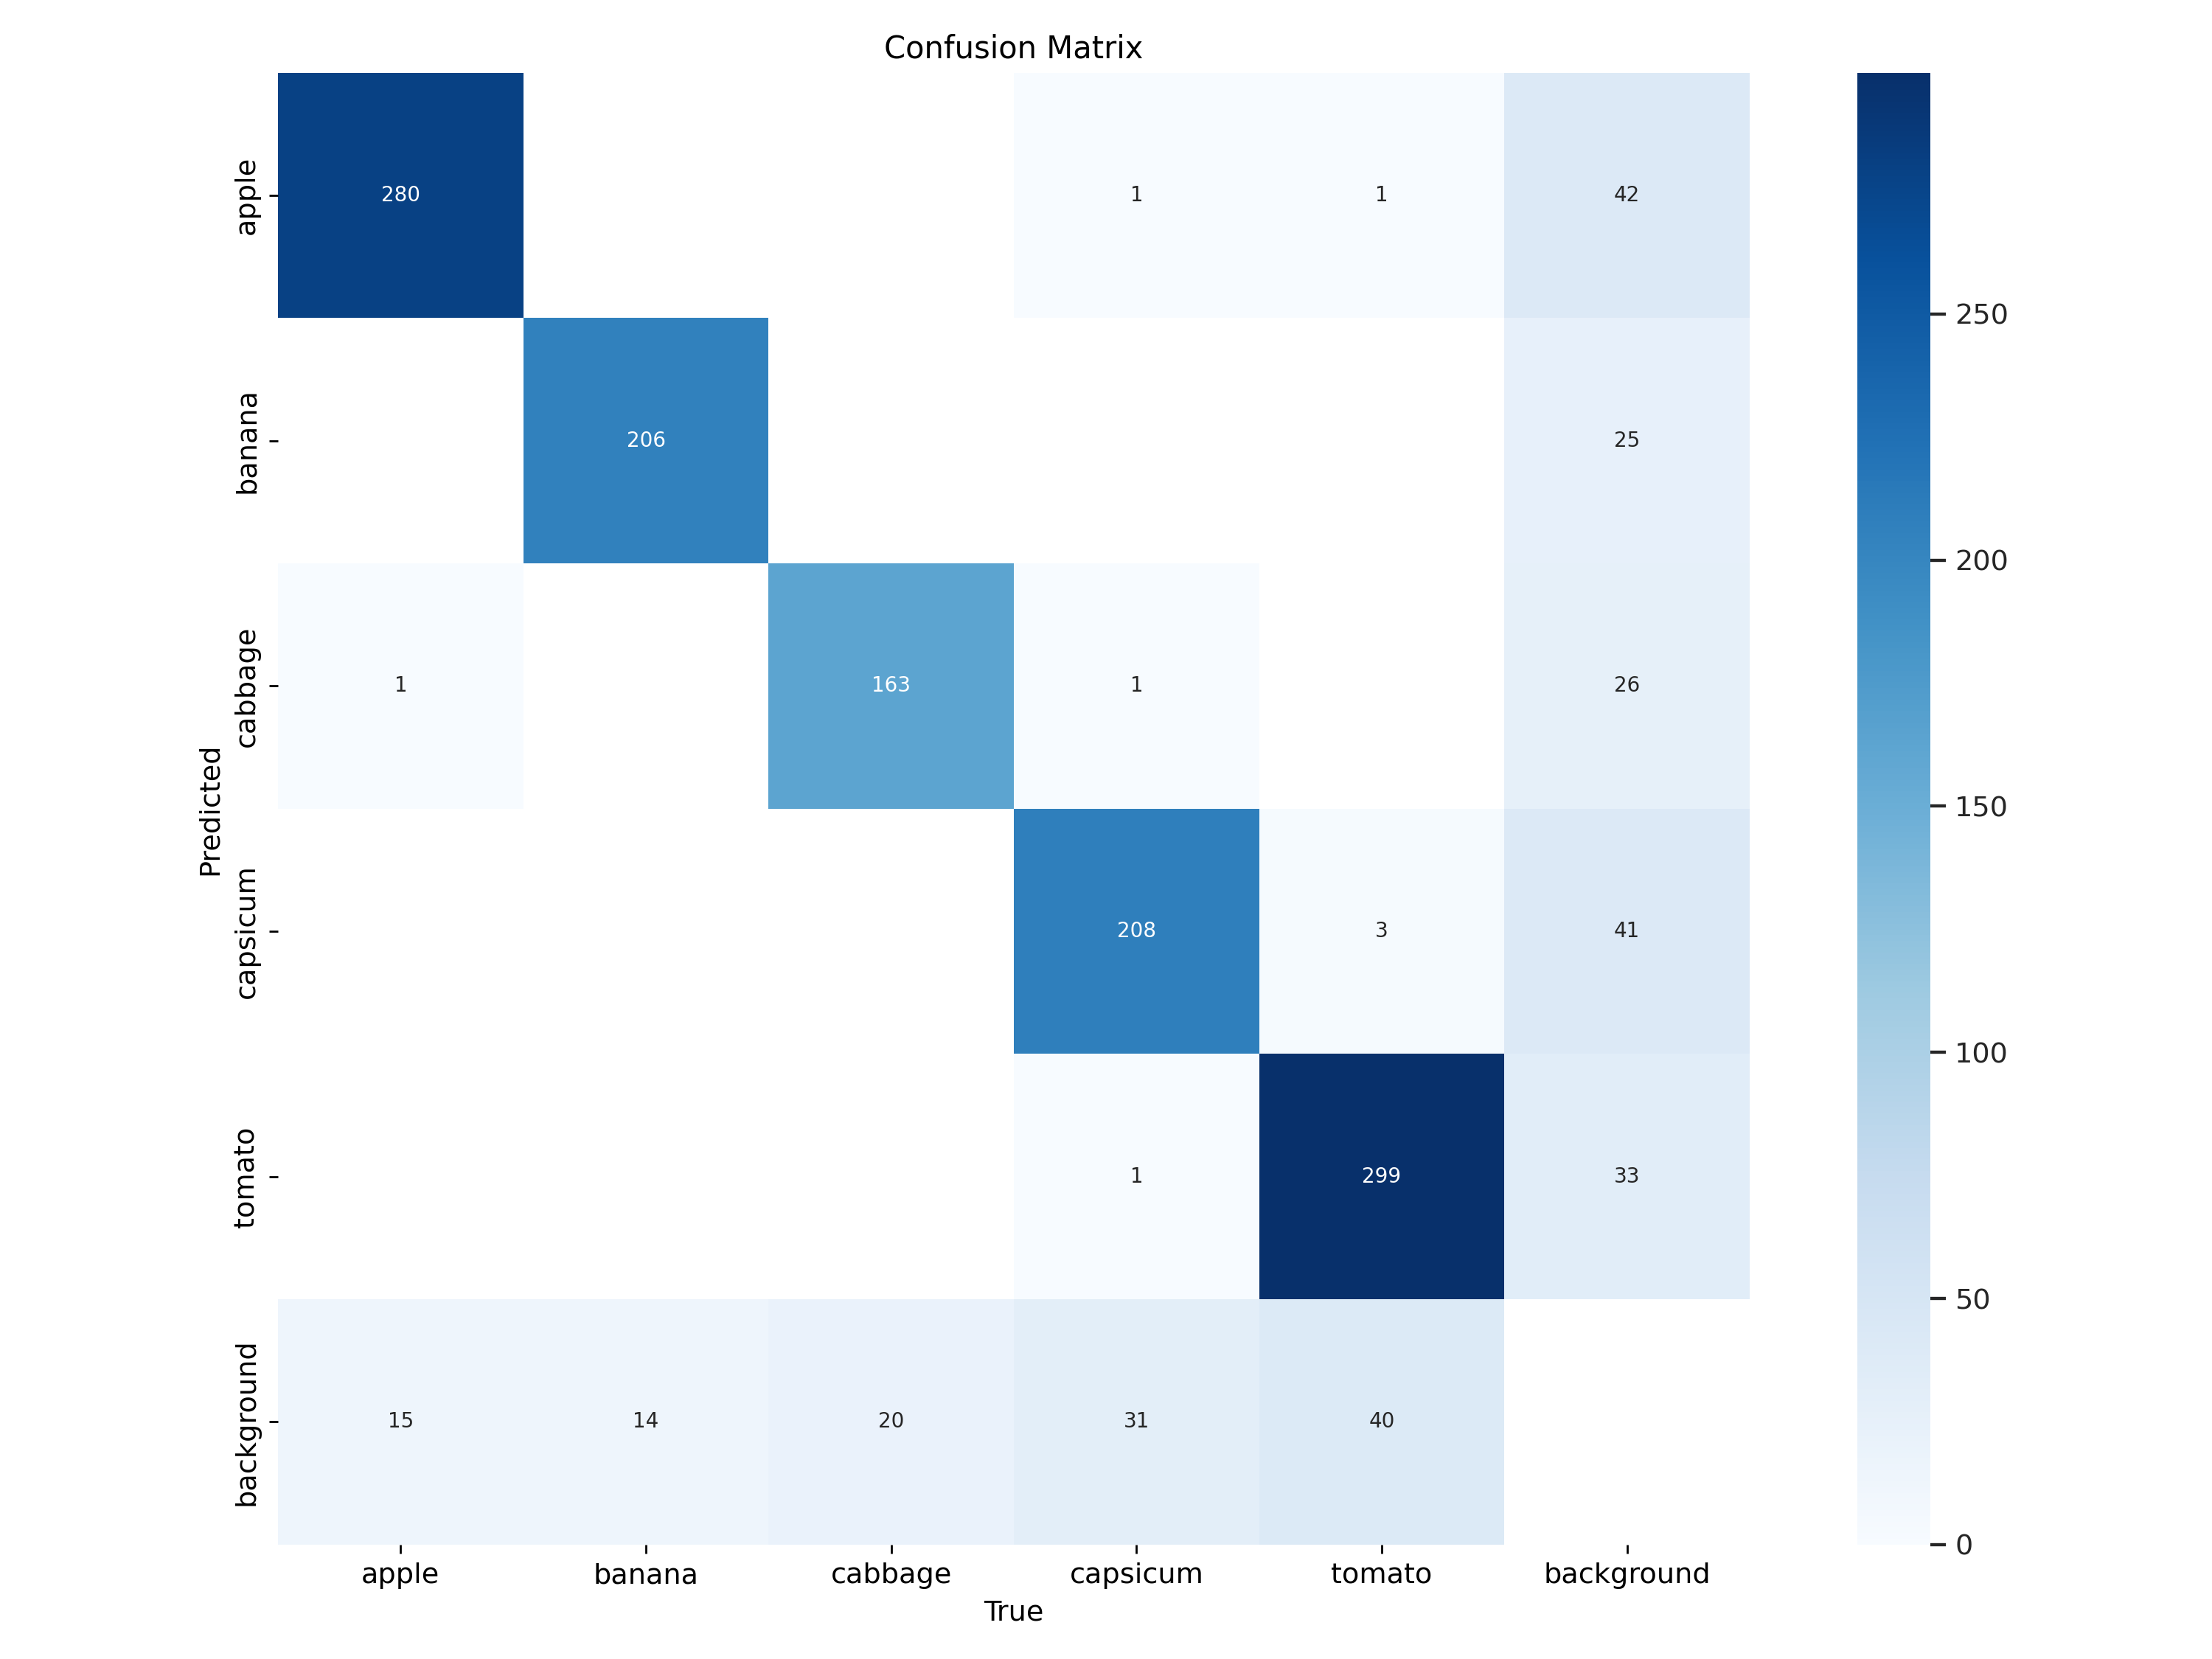 Confusion Matrix
apple 280 1 1 42
banana 206 25
cabbage 1 163 1 26
capsicum 208 3 41
tomato 1 299 33
background 15 14 20 31 40
apple banana cabbage capsicum tomato background
True
Predicted
250
200
150
100
50
0